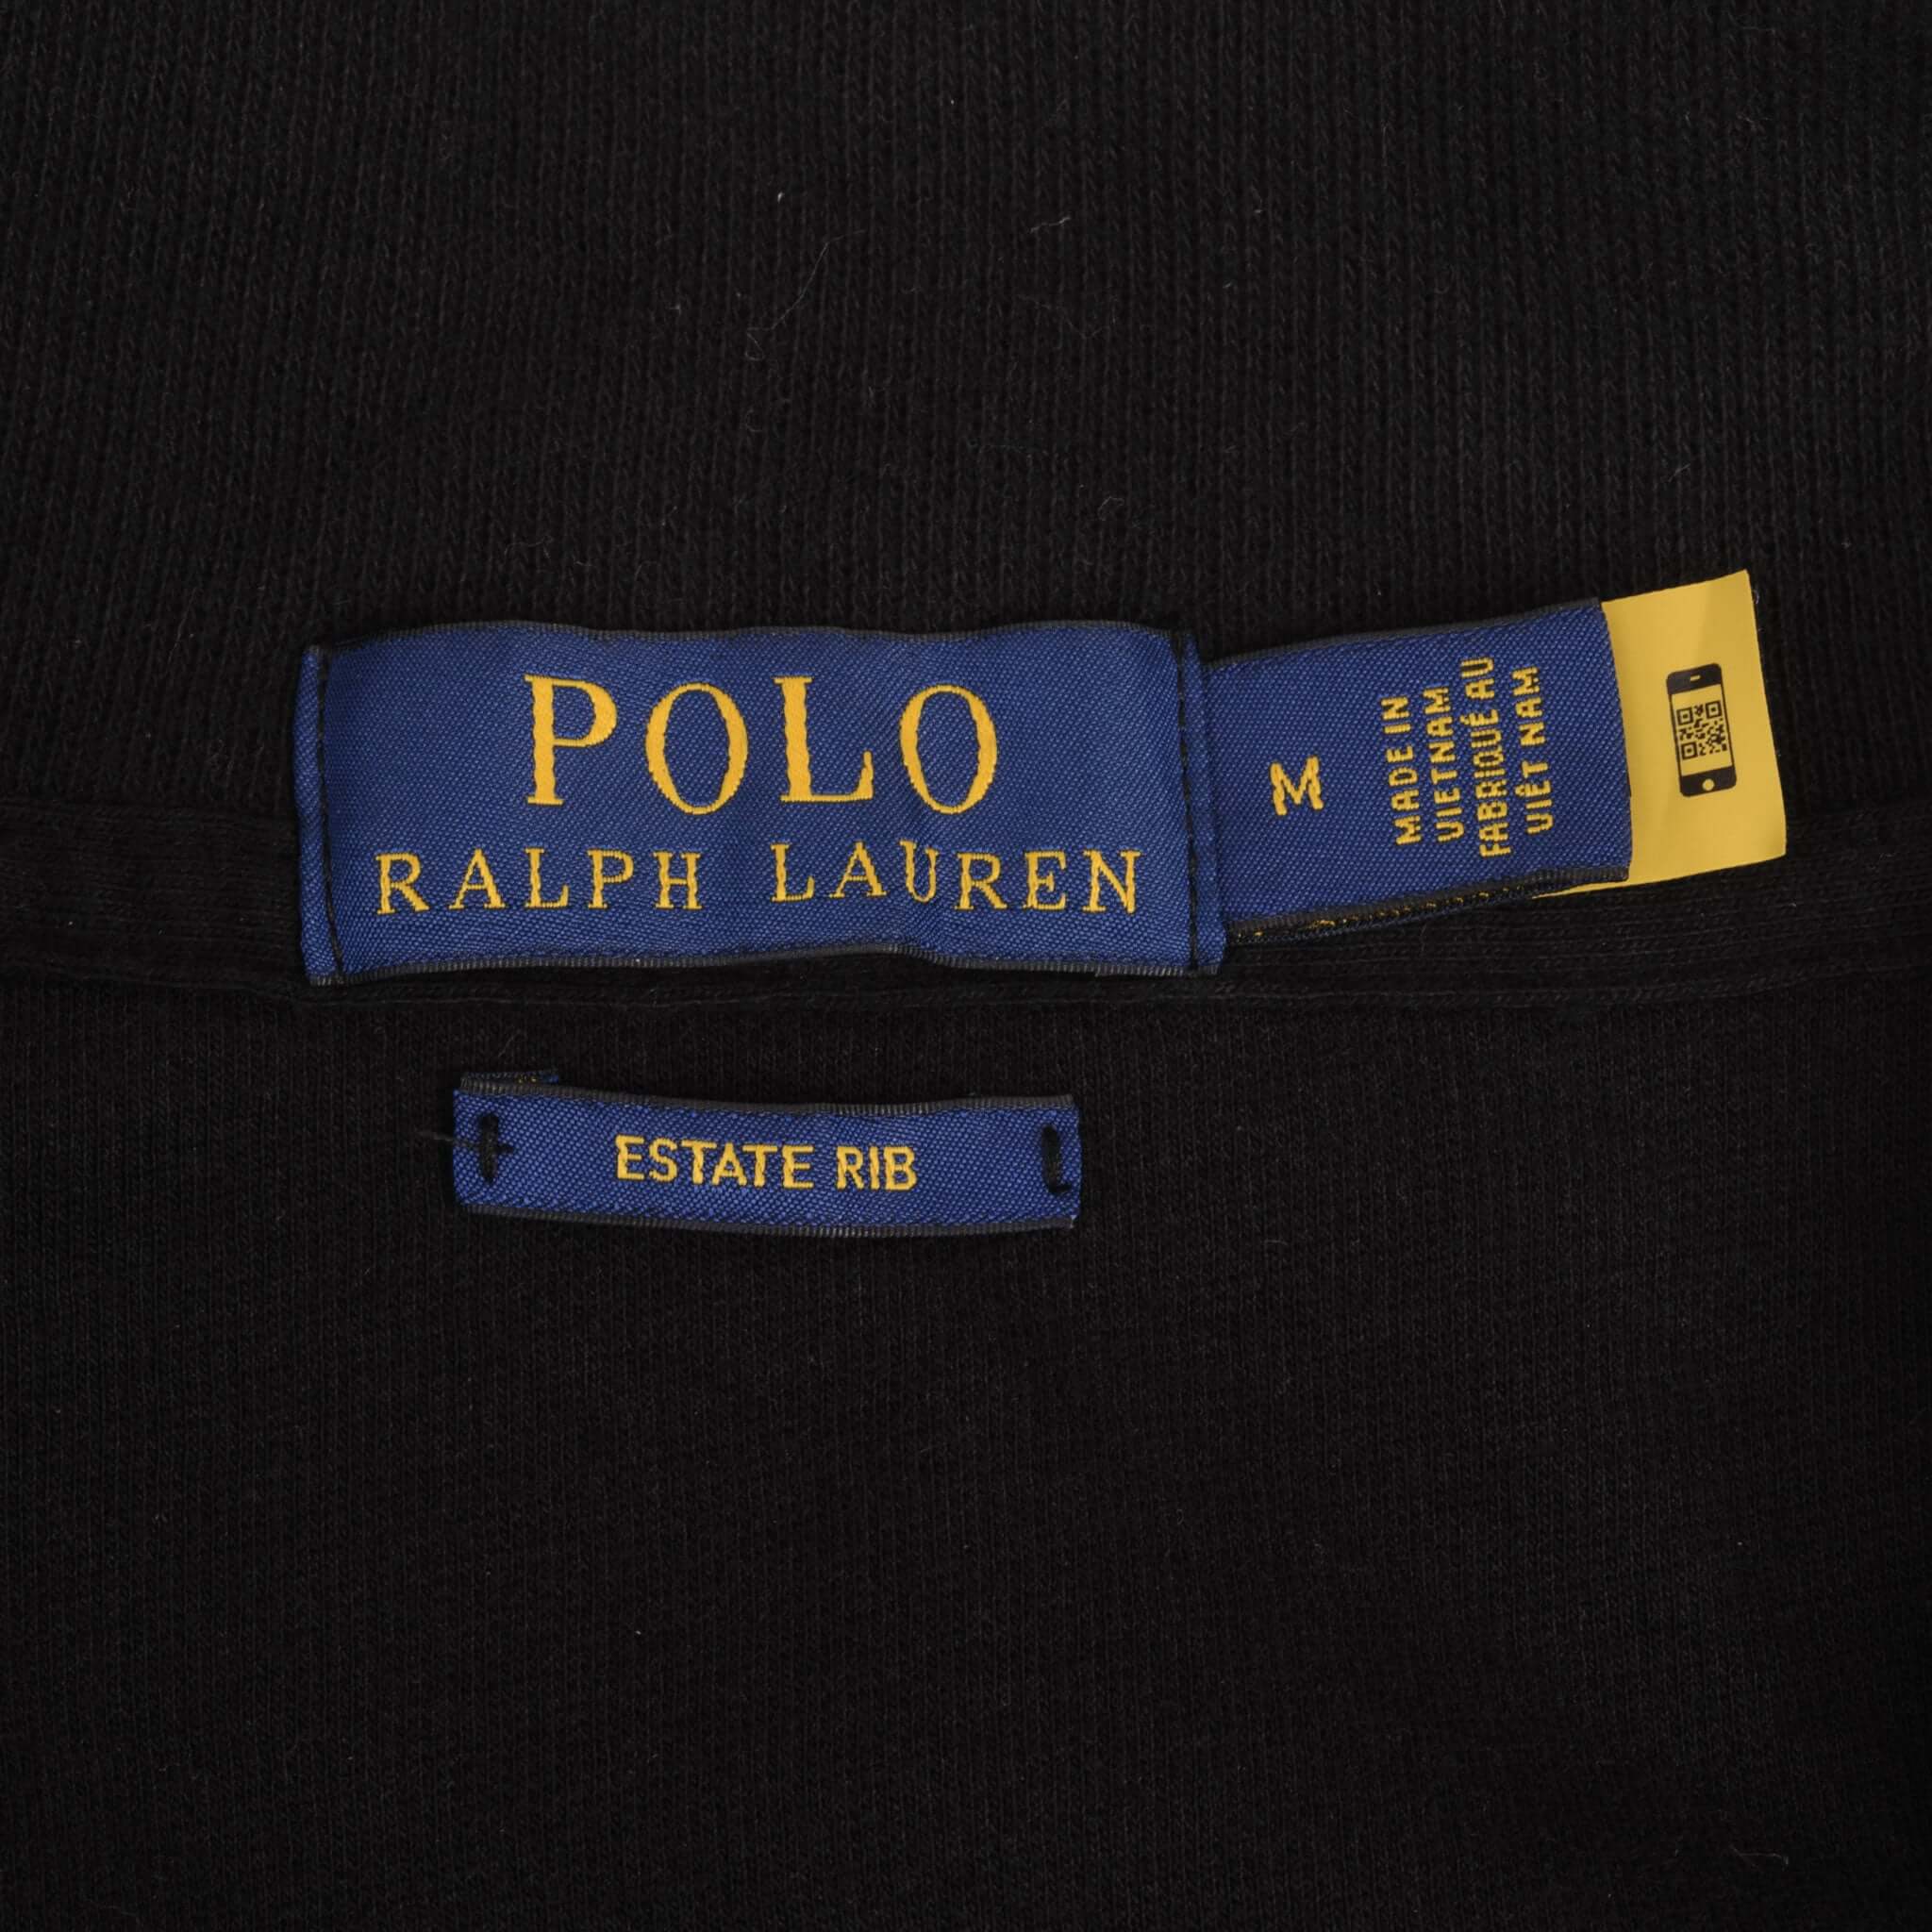 POLO
RALPH LAUREN
M
MADE IN
VIETNAM
FABRIQUÉ AU
VIÊT NAM
ESTATE RIB